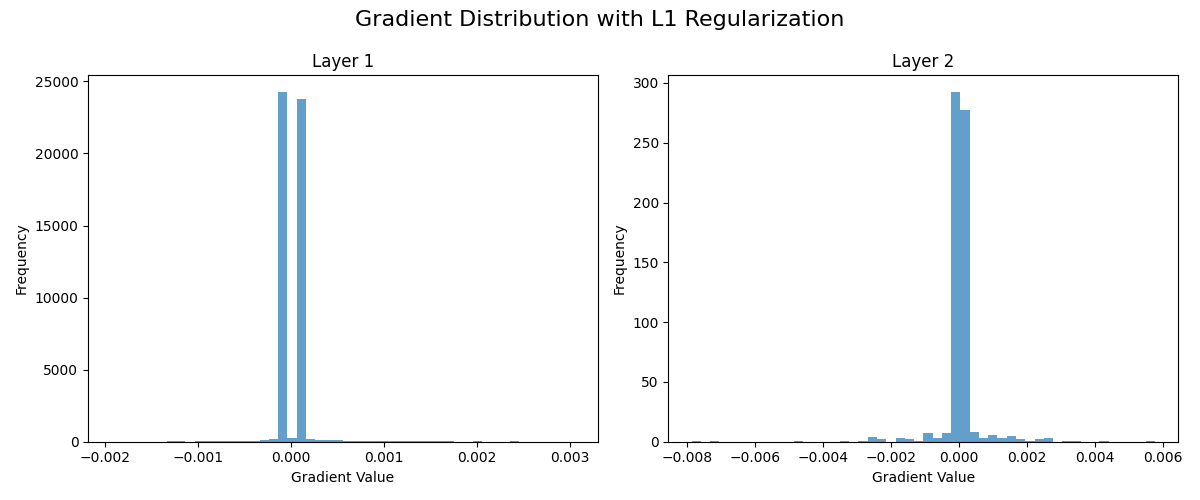 Gradient Distribution with L1 Regularization
Layer 1
Layer 2
Frequency
25000
20000
15000
10000
5000
0
−0.002 −0.001 0.000 0.001 0.002 0.003
Gradient Value
Frequency
300
250
200
150
100
50
0
−0.008 −0.006 −0.004 −0.002 0.000 0.002 0.004 0.006
Gradient Value